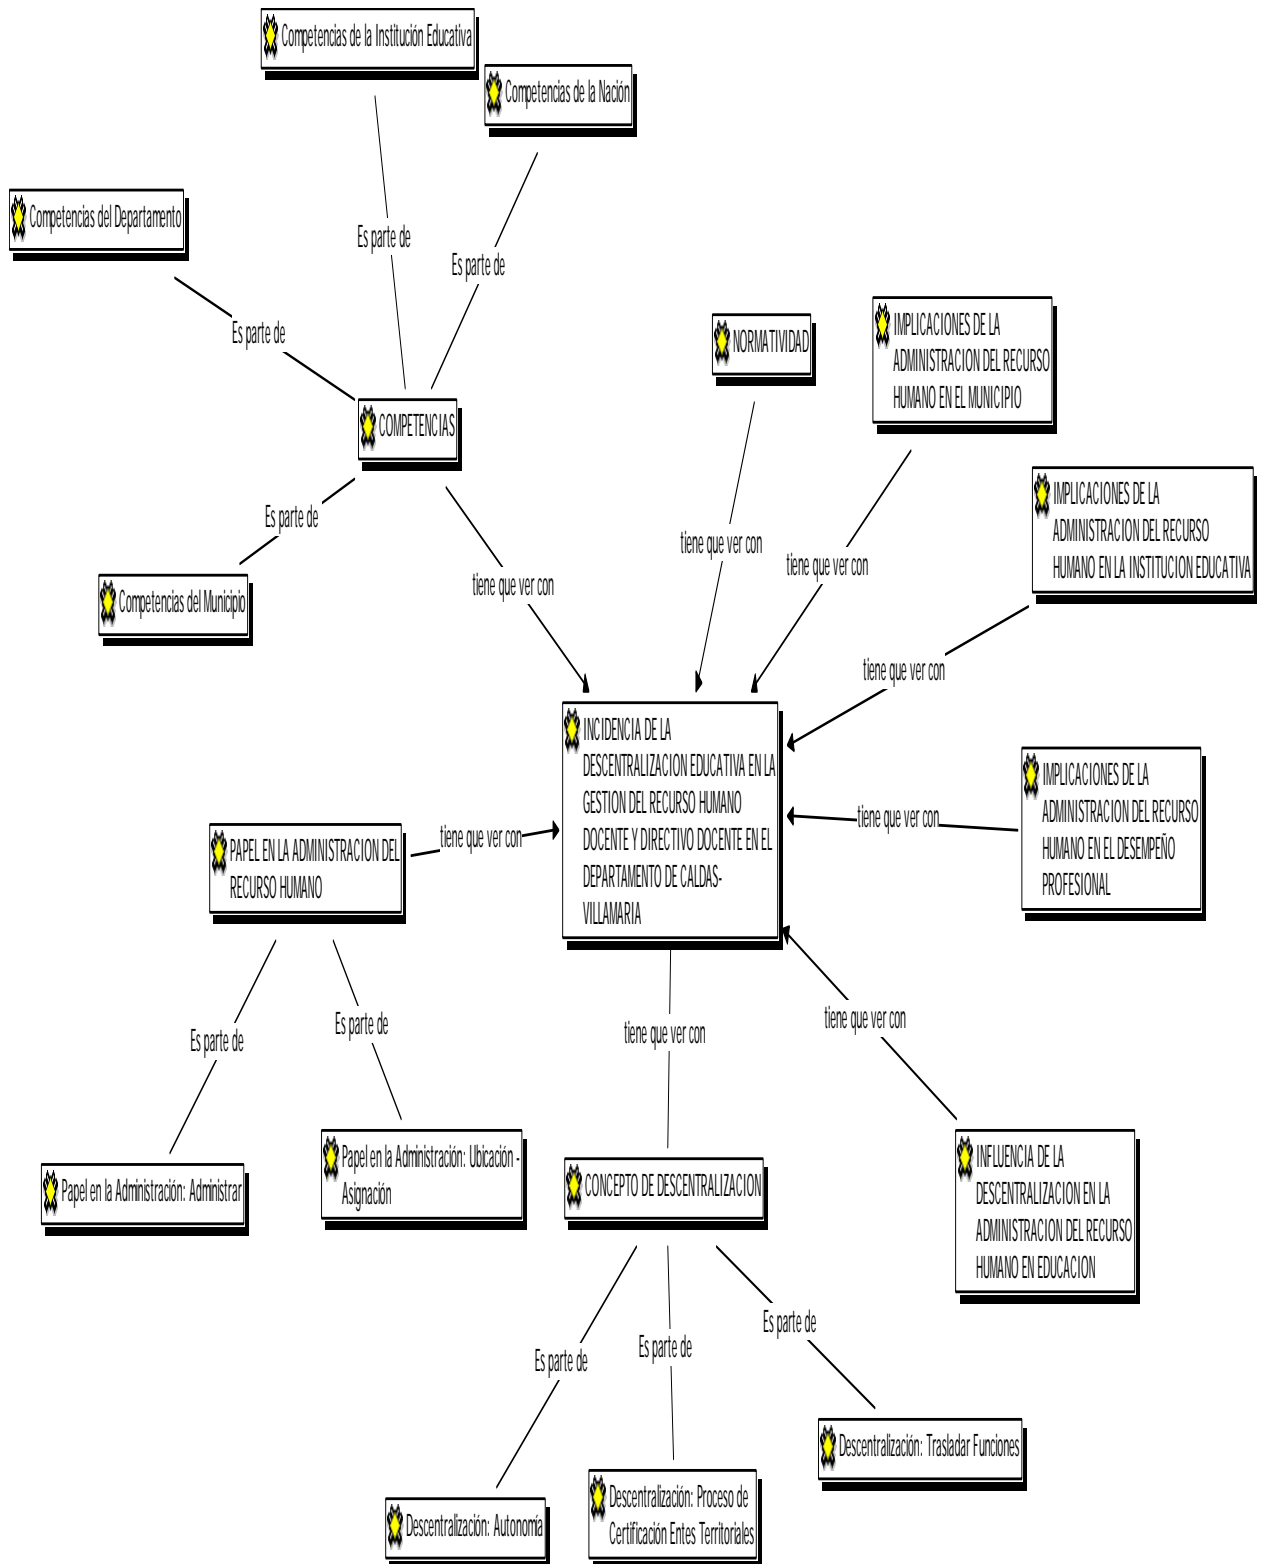 Competencias de la Institución Educativa
Competencias de la Nación
Competencias del Departamento
Es parte de
Es parte de
Es parte de
NORMATIVIDAD
IMPLICACIONES DE LA
ADMINISTRACION DEL RECURSO
HUMANO EN EL MUNICIPIO
COMPETENCIAS
IMPLICACIONES DE LA
ADMINISTRACION DEL RECURSO
HUMANO EN LA INSTITUCION EDUCATIVA
Es parte de
tiene que ver con
tiene que ver con
tiene que ver con
Competencias del Municipio
tiene que ver con
INCIDENCIA DE LA
DESCENTRALIZACION EDUCATIVA EN LA
GESTION DEL RECURSO HUMANO
DOCENTE Y DIRECTIVO DOCENTE EN EL
DEPARTAMENTO DE CALDAS-
VILLAMARIA
IMPLICACIONES DE LA
ADMINISTRACION DEL RECURSO
HUMANO EN EL DESEMPEÑO
PROFESIONAL
tiene que ver con
tiene que ver con
PAPEL EN LA ADMINISTRACION DEL
RECURSO HUMANO
Es parte de
Es parte de
tiene que ver con
tiene que ver con
Papel en la Administración: Administrar
Papel en la Administración: Ubicación -
Asignación
CONCEPTO DE DESCENTRALIZACION
INFLUENCIA DE LA
DESCENTRALIZACION EN LA
ADMINISTRACION DEL RECURSO
HUMANO EN EDUCACION
Es parte de
Es parte de
Es parte de
Descentralización: Trasladar Funciones
Descentralización: Autonomía
Descentralización: Proceso de
Certificación Entes Territoriales